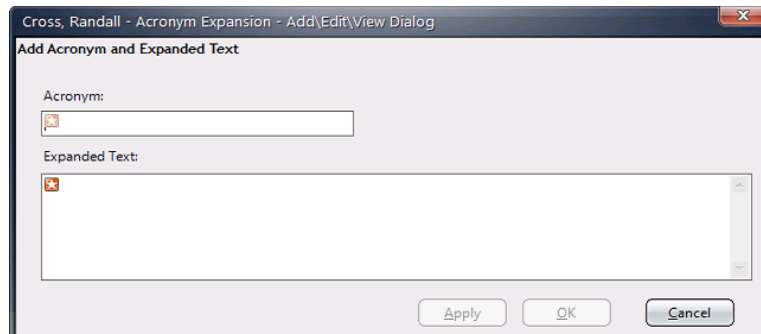 Cross, Randall - Acronym Expansion - Add\Edit\View Dialog
Add Acronym and Expanded Text
Acronym:
Expanded Text:
Apply OK Cancel